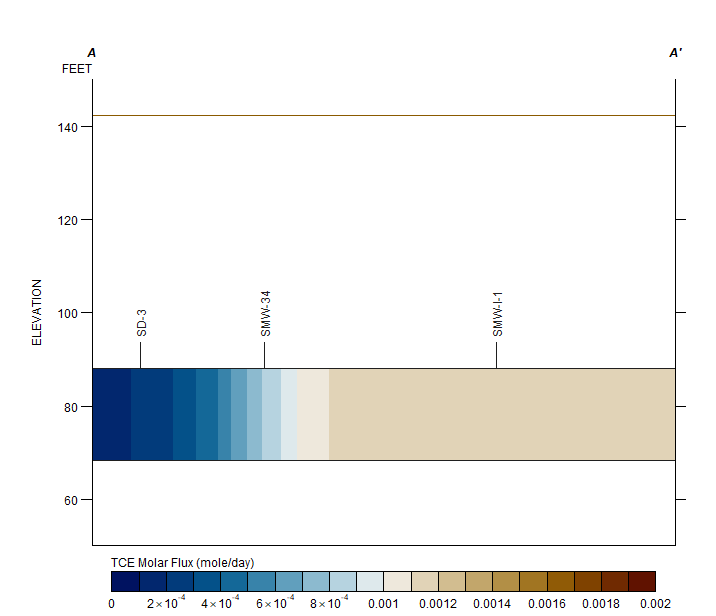 A A'
FEET
140
120
100
80
60
ELEVATION
SD-3
SMW-34
SMW-I-1
TCE Molar Flux (mole/day)
0 2×10⁻⁴ 4×10⁻⁴ 6×10⁻⁴ 8×10⁻⁴ 0.001 0.0012 0.0014 0.0016 0.0018 0.002